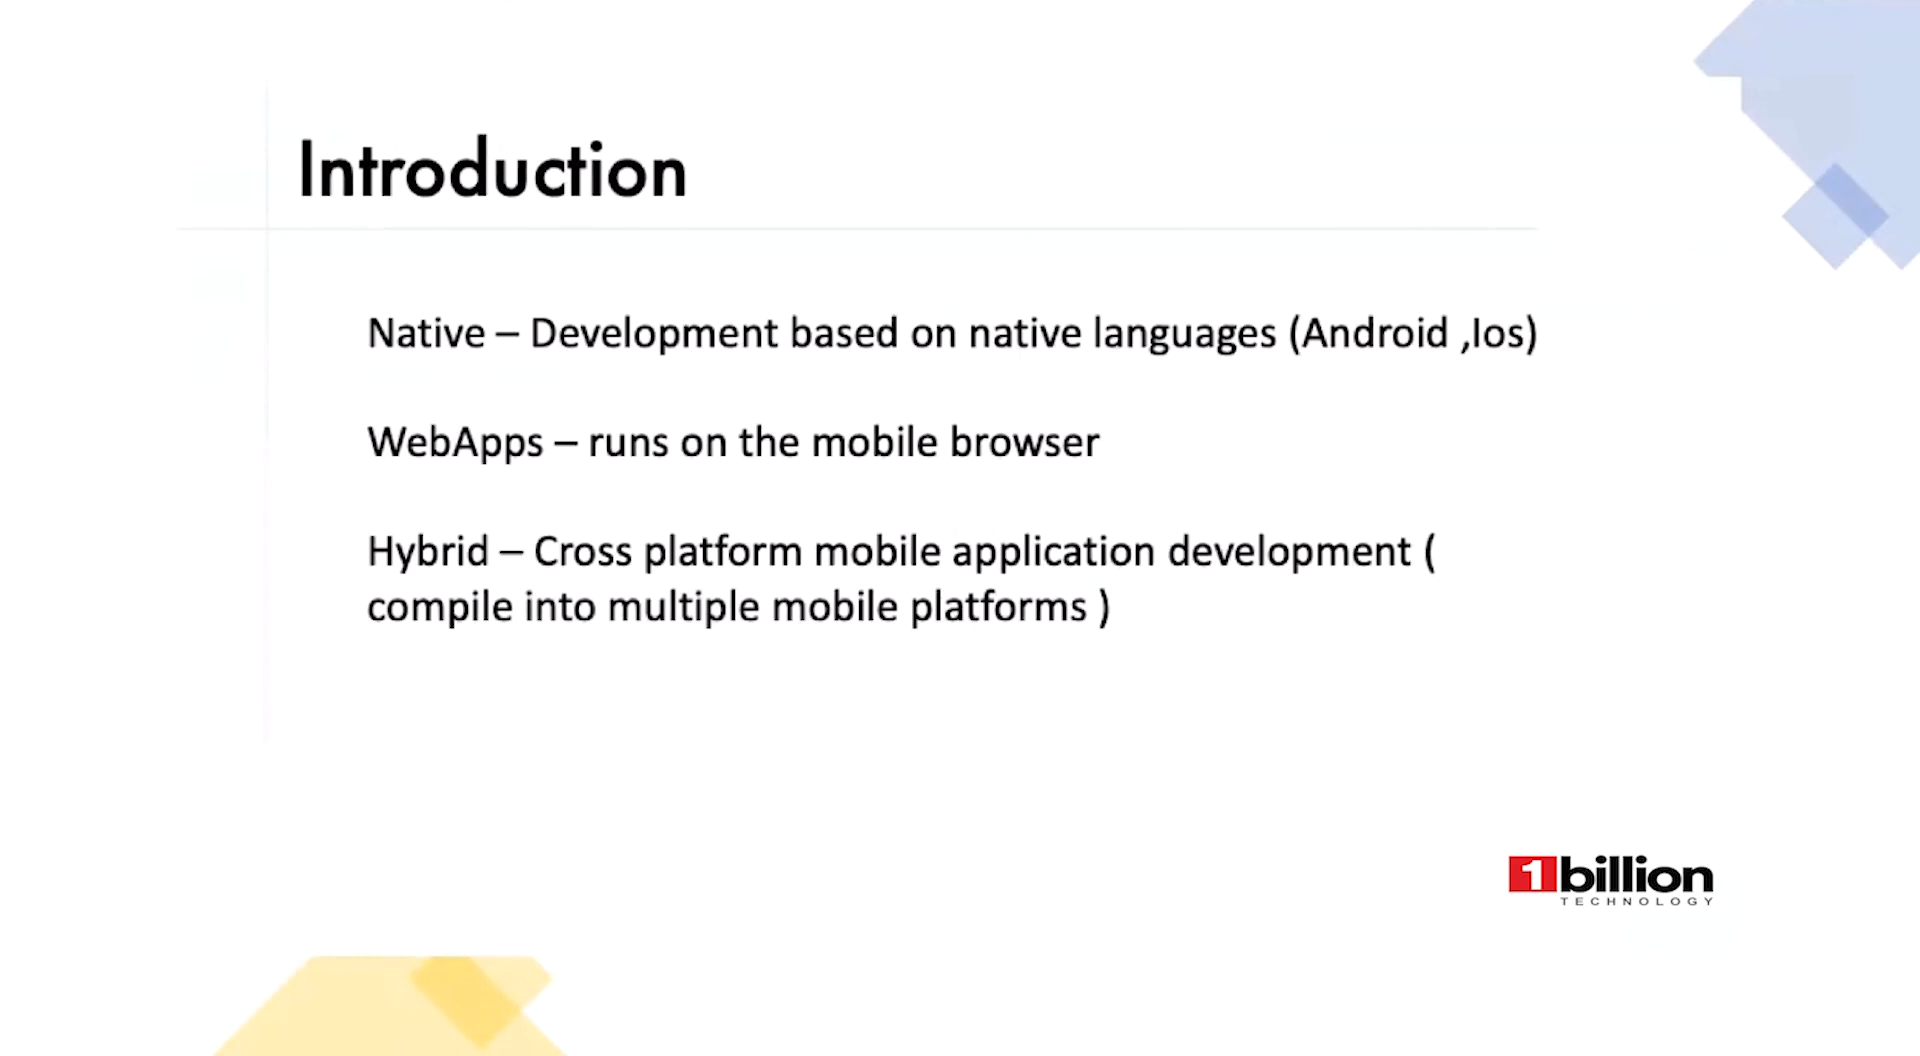 Introduction
Native – Development based on native languages (Android ,Ios)
WebApps – runs on the mobile browser
Hybrid – Cross platform mobile application development (
compile into multiple mobile platforms )
1billion
TECHNOLOGY